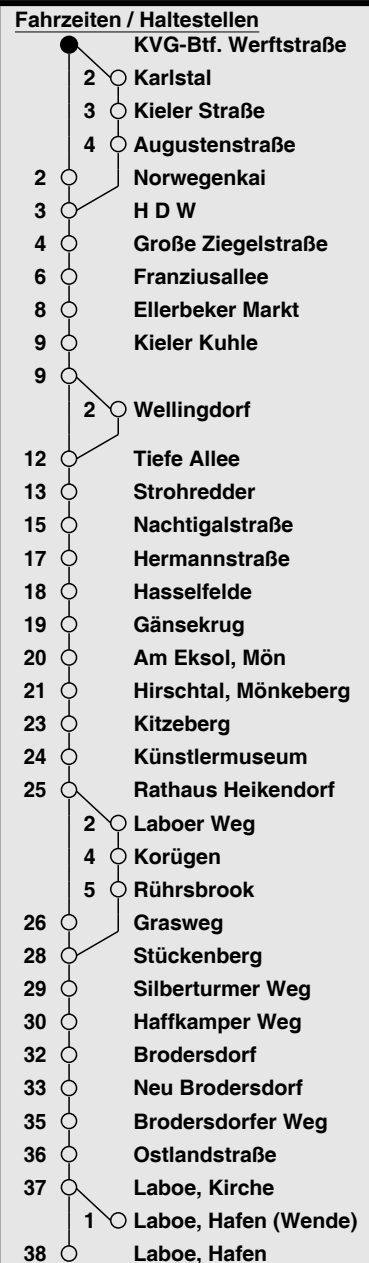 Fahrzeiten / Haltestellen
KVG-Btf. Werftstraße
2 Karlstal
3 Kieler Straße
4 Augustenstraße
2 Norwegenkai
3 H D W
4 Große Ziegelstraße
6 Franziusallee
8 Ellerbeker Markt
9 Kieler Kuhle
9
2 Wellingdorf
12 Tiefe Allee
13 Strohredder
15 Nachtigalstraße
17 Hermannstraße
18 Hasselfelde
19 Gänsekrug
20 Am Eksol, Mön
21 Hirschtal, Mönkeberg
23 Kitzeberg
24 Künstlermuseum
25 Rathaus Heikendorf
2 Laboer Weg
4 Korügen
5 Rührsbrook
26 Grasweg
28 Stückenberg
29 Silberturmer Weg
30 Haffkamper Weg
32 Brodersdorf
33 Neu Brodersdorf
35 Brodersdorfer Weg
36 Ostlandstraße
37 Laboe, Kirche
1 Laboe, Hafen (Wende)
38 Laboe, Hafen